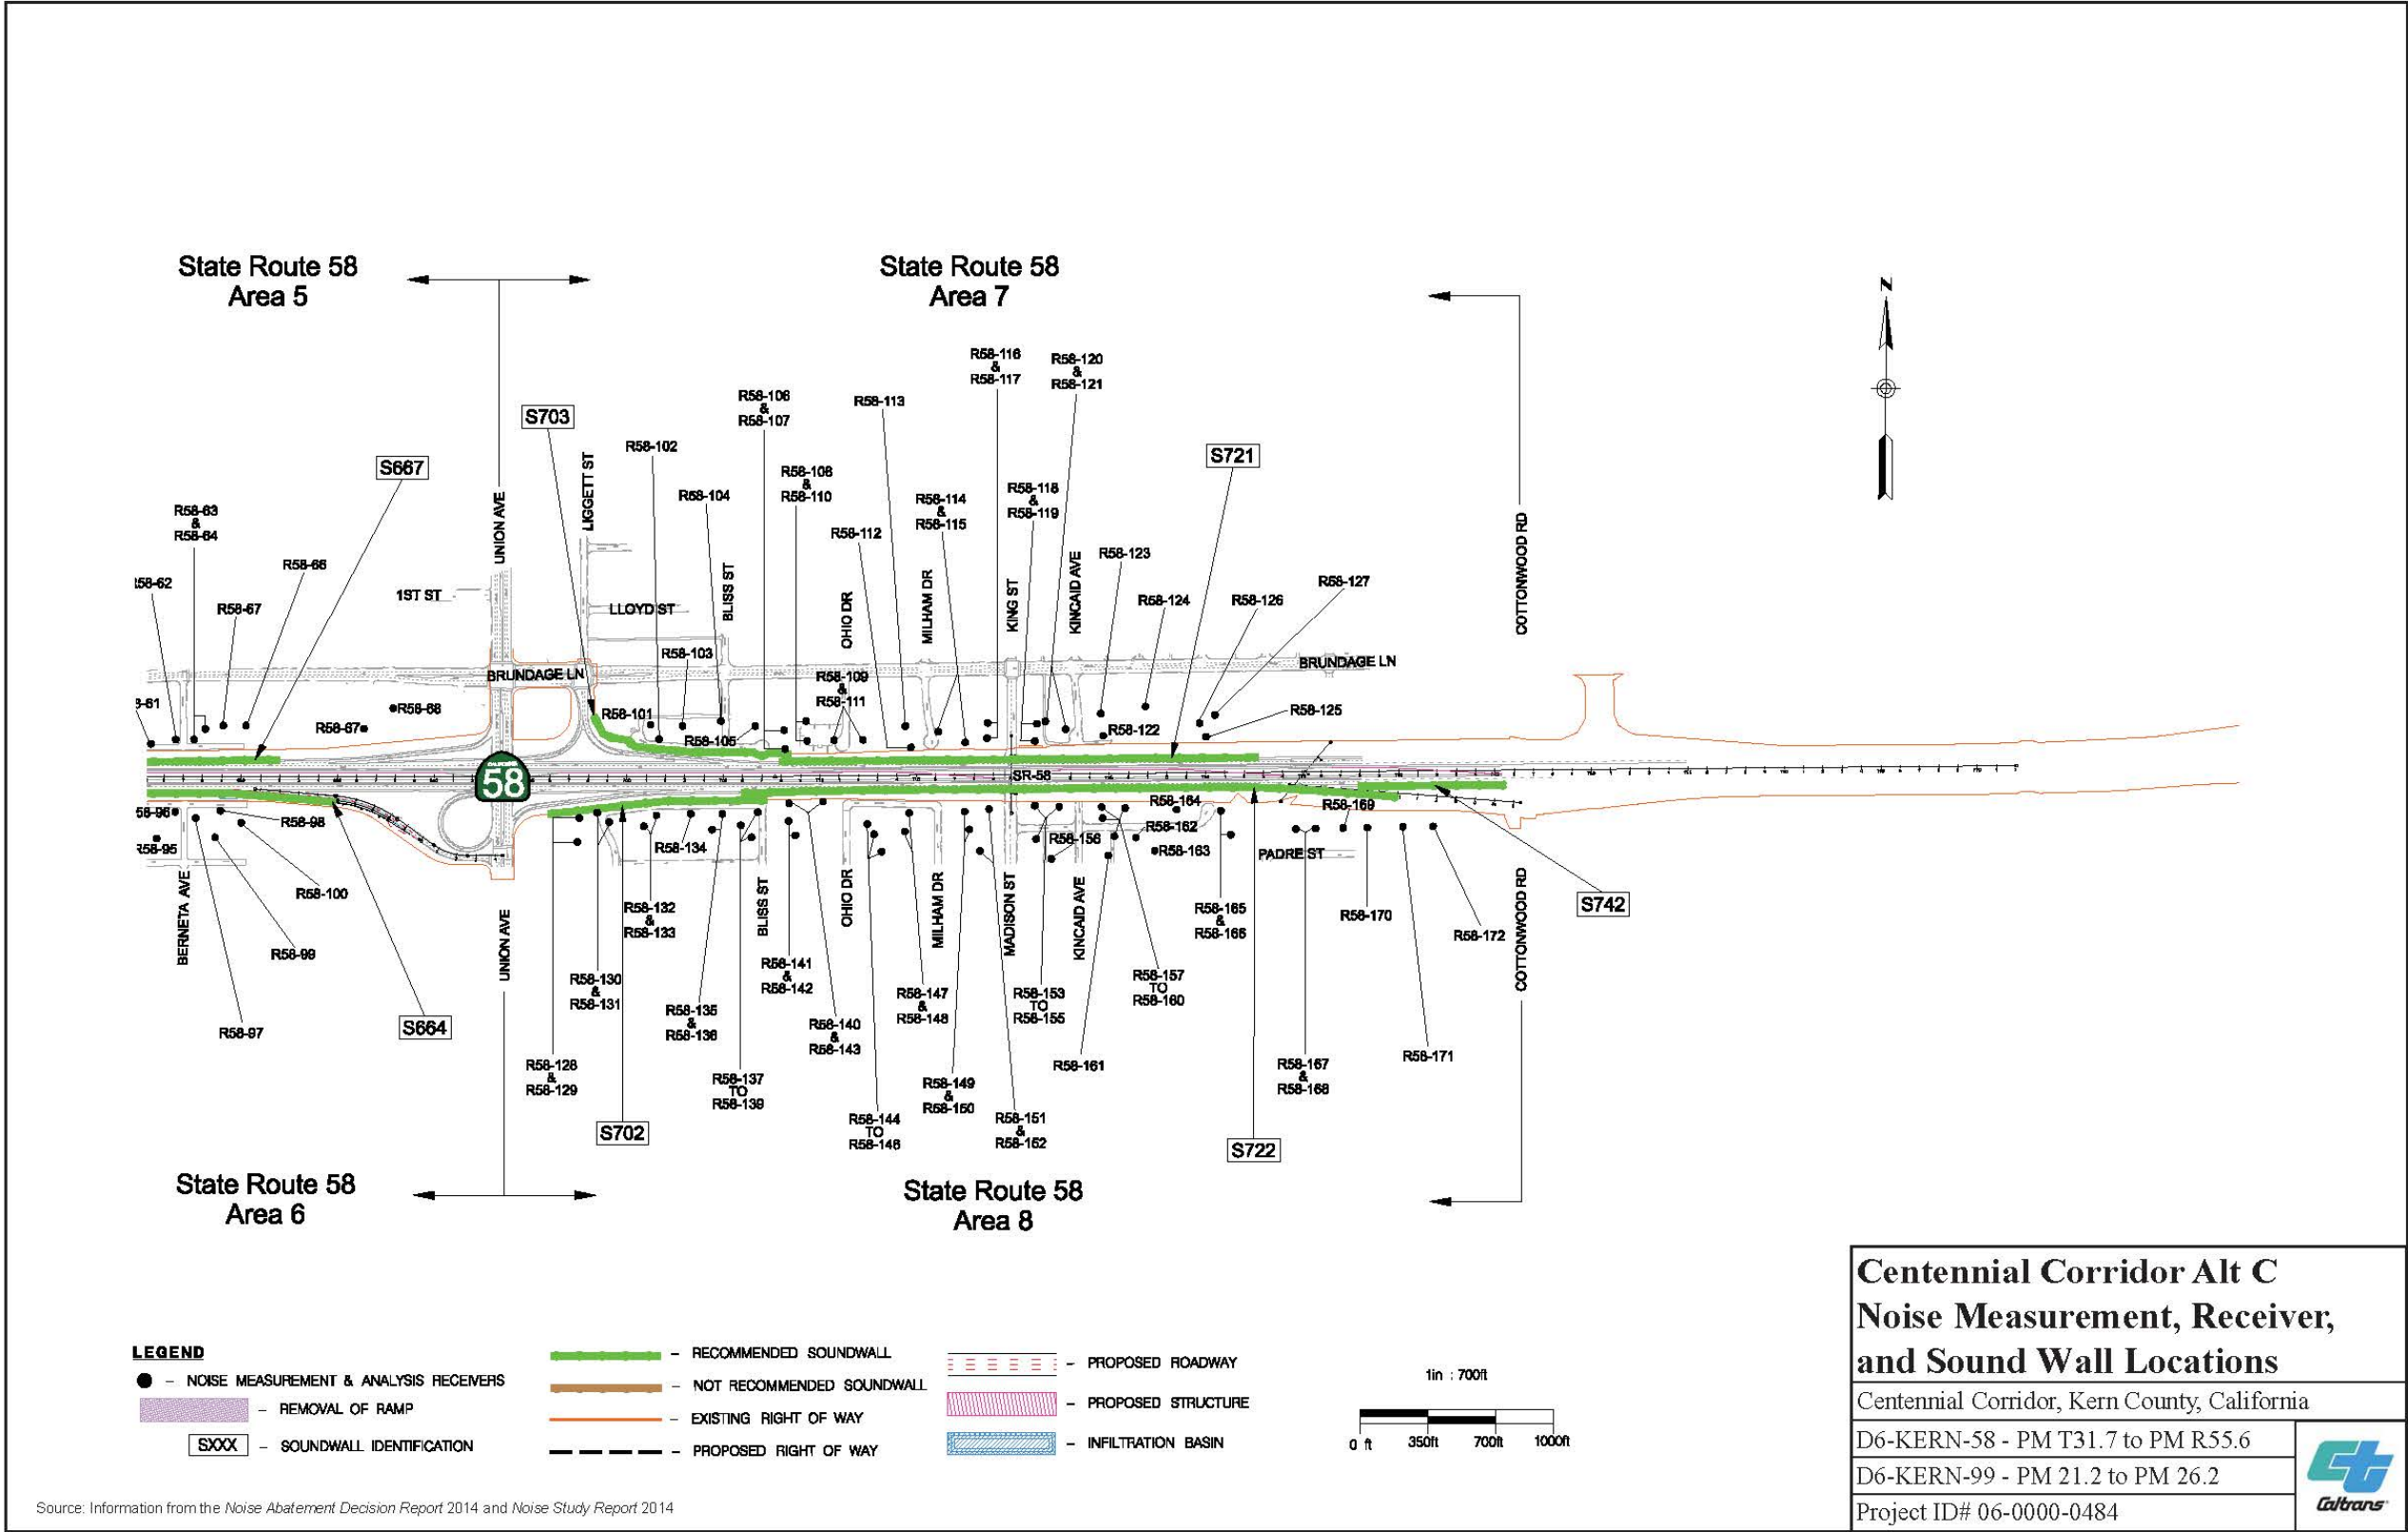 State Route 58
Area 5
State Route 58
Area 7
N
R58-116
&
R58-117
R58-120
&
R58-121
R58-106
&
R58-107
R58-113
S703
R58-102
S667
S721
LIGGETT ST
UNION AVE
R58-108
&
R58-110
R58-104
R58-114
&
R58-115
R58-118
&
R58-119
R58-63
&
R58-64
R58-112
COTTONWOOD RD
R58-66
R58-123
58-62
R58-67
1ST ST
LLOYD ST
BLISS ST
OHIO DR
MILHAM DR
KING ST
KINCAID AVE
R58-124
R58-126
R58-127
R58-103
BRUNDAGE LN
BRUNDAGE LN
R58-109
&
R58-111
-61
R58-68
R58-67
R58-101
R58-105
R58-122
R58-125
CALIFORNIA
58
SR-58
58-96
R58-98
R58-164
R58-169
R58-95
R58-134
R58-156
R58-162
R58-163
PADRE ST
R58-100
BERNETA AVE
UNION AVE
R58-132
&
R58-133
BLISS ST
OHIO DR
MILHAM DR
MADISON ST
KINCAID AVE
R58-165
&
R58-166
R58-170
S742
R58-172
COTTONWOOD RD
R58-99
R58-130
&
R58-131
R58-141
&
R58-142
R58-157
TO
R58-160
R58-97
S664
R58-135
&
R58-136
R58-147
&
R58-148
R58-153
TO
R58-155
R58-140
&
R58-143
R58-161
R58-171
R58-128
&
R58-129
R58-137
TO
R58-139
R58-167
&
R58-168
R58-149
&
R58-150
S702
R58-144
TO
R58-146
R58-151
&
R58-152
S722
State Route 58
Area 6
State Route 58
Area 8
LEGEND
– NOISE MEASUREMENT & ANALYSIS RECEIVERS
– REMOVAL OF RAMP
SXXX – SOUNDWALL IDENTIFICATION
– RECOMMENDED SOUNDWALL
– NOT RECOMMENDED SOUNDWALL
– EXISTING RIGHT OF WAY
– PROPOSED RIGHT OF WAY
– PROPOSED ROADWAY
– PROPOSED STRUCTURE
– INFILTRATION BASIN
1in : 700ft
0 ft 350ft 700ft 1000ft
Centennial Corridor Alt C
Noise Measurement, Receiver,
and Sound Wall Locations
Centennial Corridor, Kern County, California
D6-KERN-58 - PM T31.7 to PM R55.6
D6-KERN-99 - PM 21.2 to PM 26.2
Project ID# 06-0000-0484
ct
Caltrans
Source: Information from the Noise Abatement Decision Report 2014 and Noise Study Report 2014